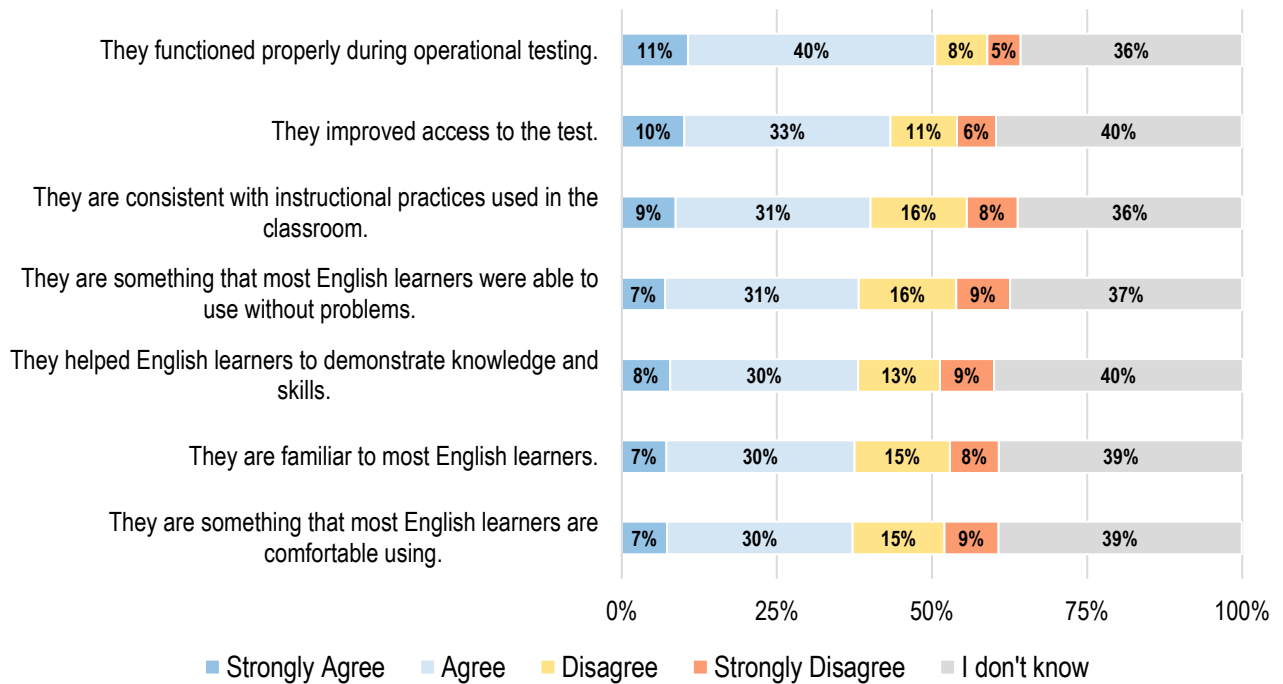 They functioned properly during operational testing.
11% 40% 8% 5% 36%
They improved access to the test.
10% 33% 11% 6% 40%
They are consistent with instructional practices used in the
classroom.
9% 31% 16% 8% 36%
They are something that most English learners were able to
use without problems.
7% 31% 16% 9% 37%
They helped English learners to demonstrate knowledge and
skills.
8% 30% 13% 9% 40%
They are familiar to most English learners.
7% 30% 15% 8% 39%
They are something that most English learners are
comfortable using.
7% 30% 15% 9% 39%
0% 25% 50% 75% 100%
Strongly Agree Agree Disagree Strongly Disagree I don't know